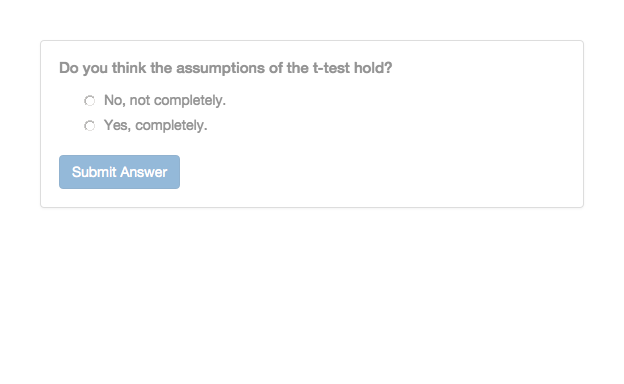 Do you think the assumptions of the t-test hold?
No, not completely.
Yes, completely.
Submit Answer